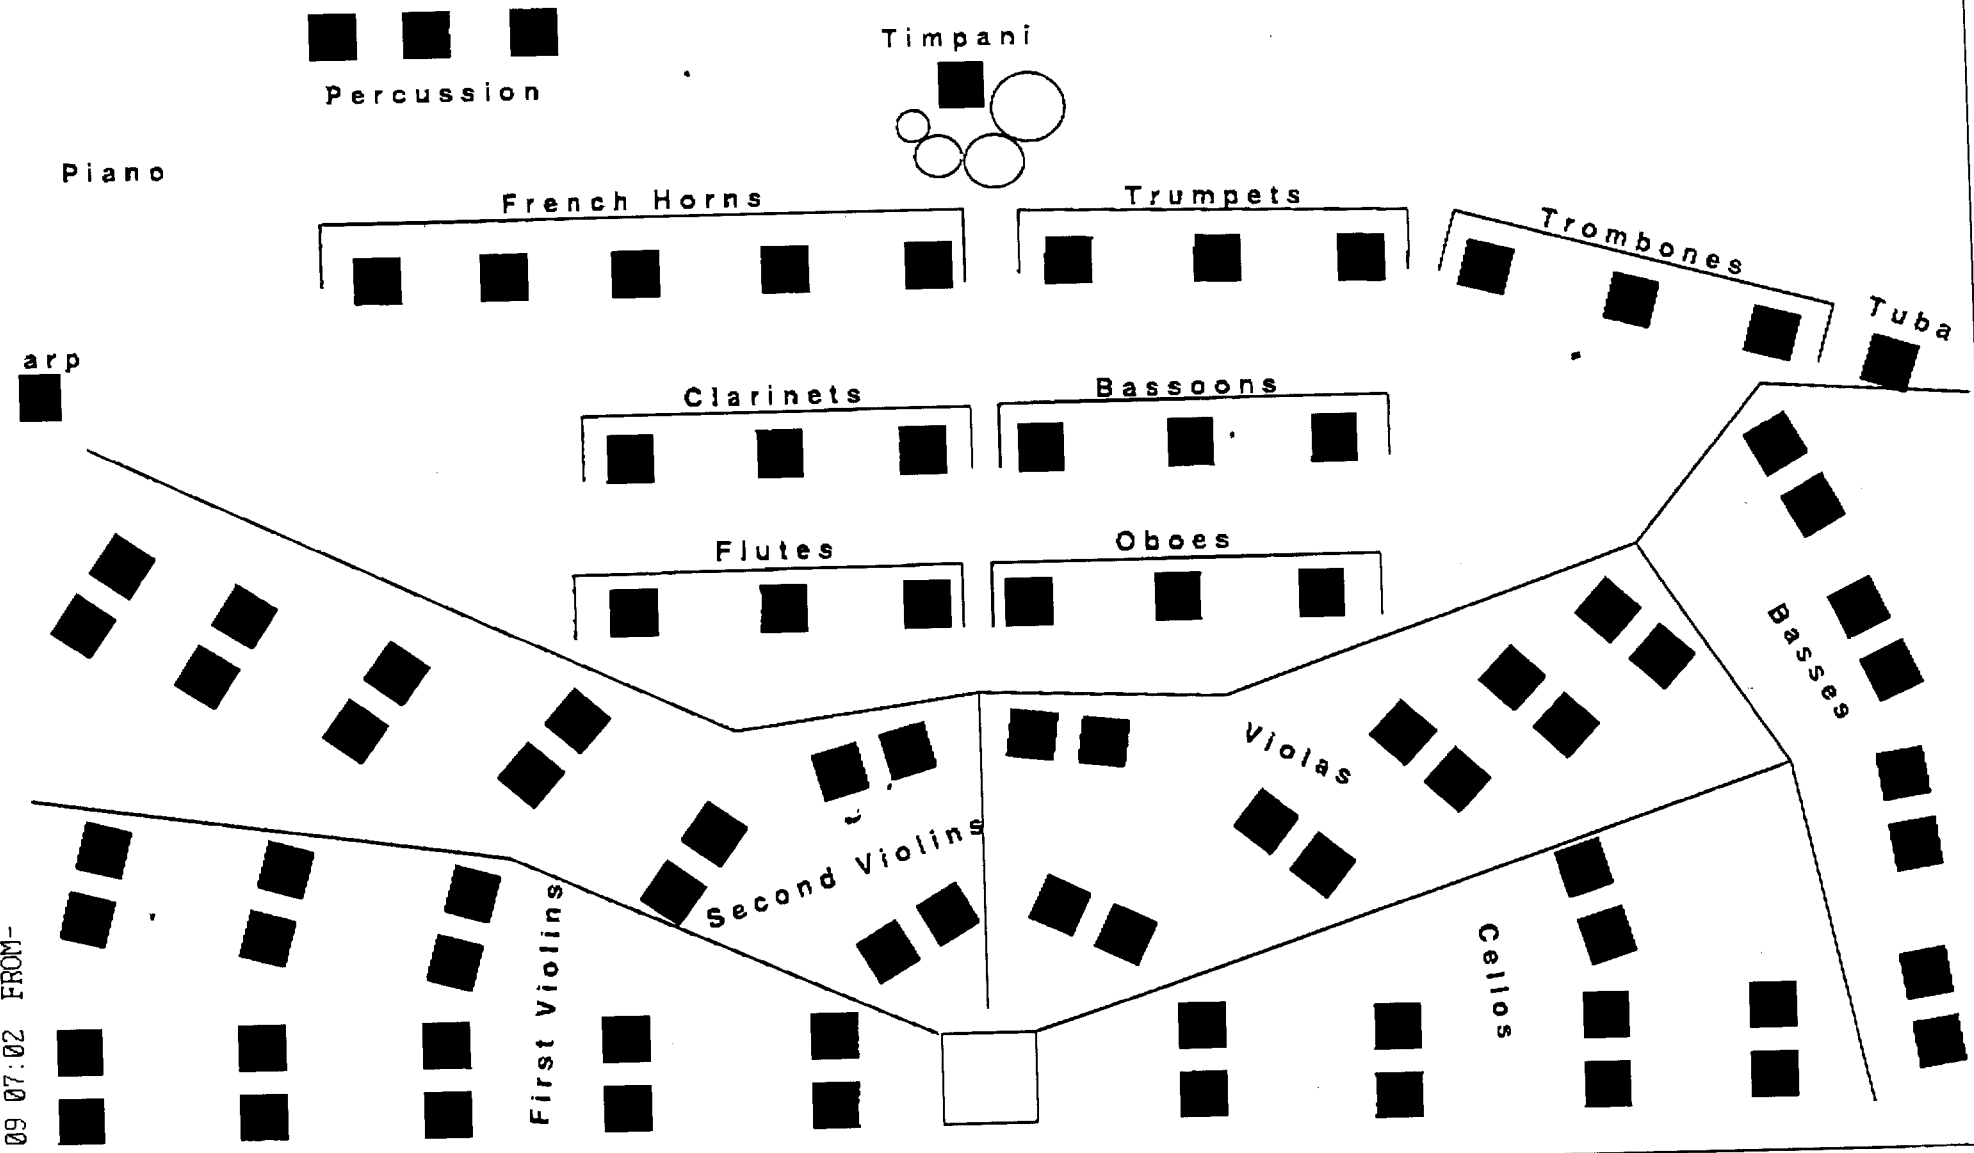 Timpani
Percussion
Piano
French Horns
Trumpets
Trombones
Tuba
arp
Clarinets
Bassoons
Flutes
Oboes
Basses
Violas
Second Violins
First Violins
Cellos
09 07:02 FROM-